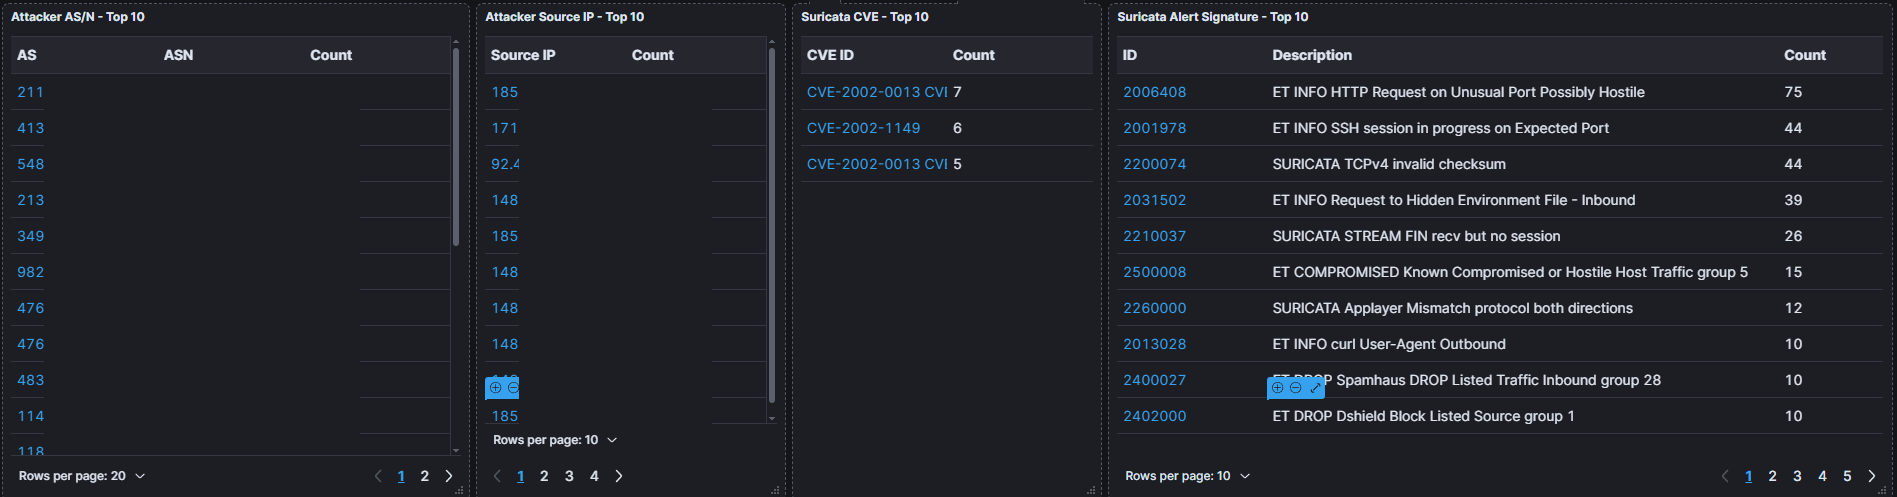 Attacker AS/N - Top 10
AS ASN Count
211
413
548
213
349
982
476
476
483
114
118
Rows per page: 20
1 2
Attacker Source IP - Top 10
Source IP Count
185
171
92.4
148
185
148
148
148
185
Rows per page: 10
1 2 3 4
Suricata CVE - Top 10
CVE ID Count
CVE-2002-0013 CVI 7
CVE-2002-1149 6
CVE-2002-0013 CVI 5
Suricata Alert Signature - Top 10
ID Description Count
2006408 ET INFO HTTP Request on Unusual Port Possibly Hostile 75
2001978 ET INFO SSH session in progress on Expected Port 44
2200074 SURICATA TCPv4 invalid checksum 44
2031502 ET INFO Request to Hidden Environment File - Inbound 39
2210037 SURICATA STREAM FIN recv but no session 26
2500008 ET COMPROMISED Known Compromised or Hostile Host Traffic group 5 15
2260000 SURICATA Applayer Mismatch protocol both directions 12
2013028 ET INFO curl User-Agent Outbound 10
2400027 ET DROP Spamhaus DROP Listed Traffic Inbound group 28 10
2402000 ET DROP Dshield Block Listed Source group 1 10
Rows per page: 10
1 2 3 4 5